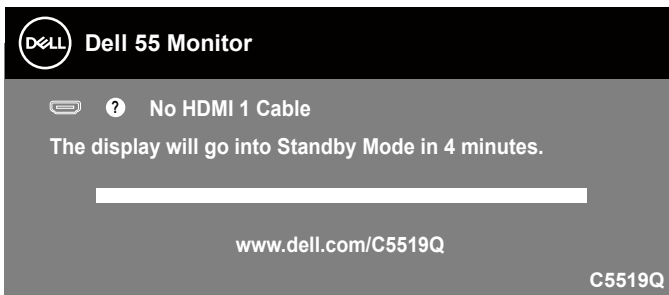 DELL Dell 55 Monitor
? No HDMI 1 Cable
The display will go into Standby Mode in 4 minutes.
www.dell.com/C5519Q
C5519Q